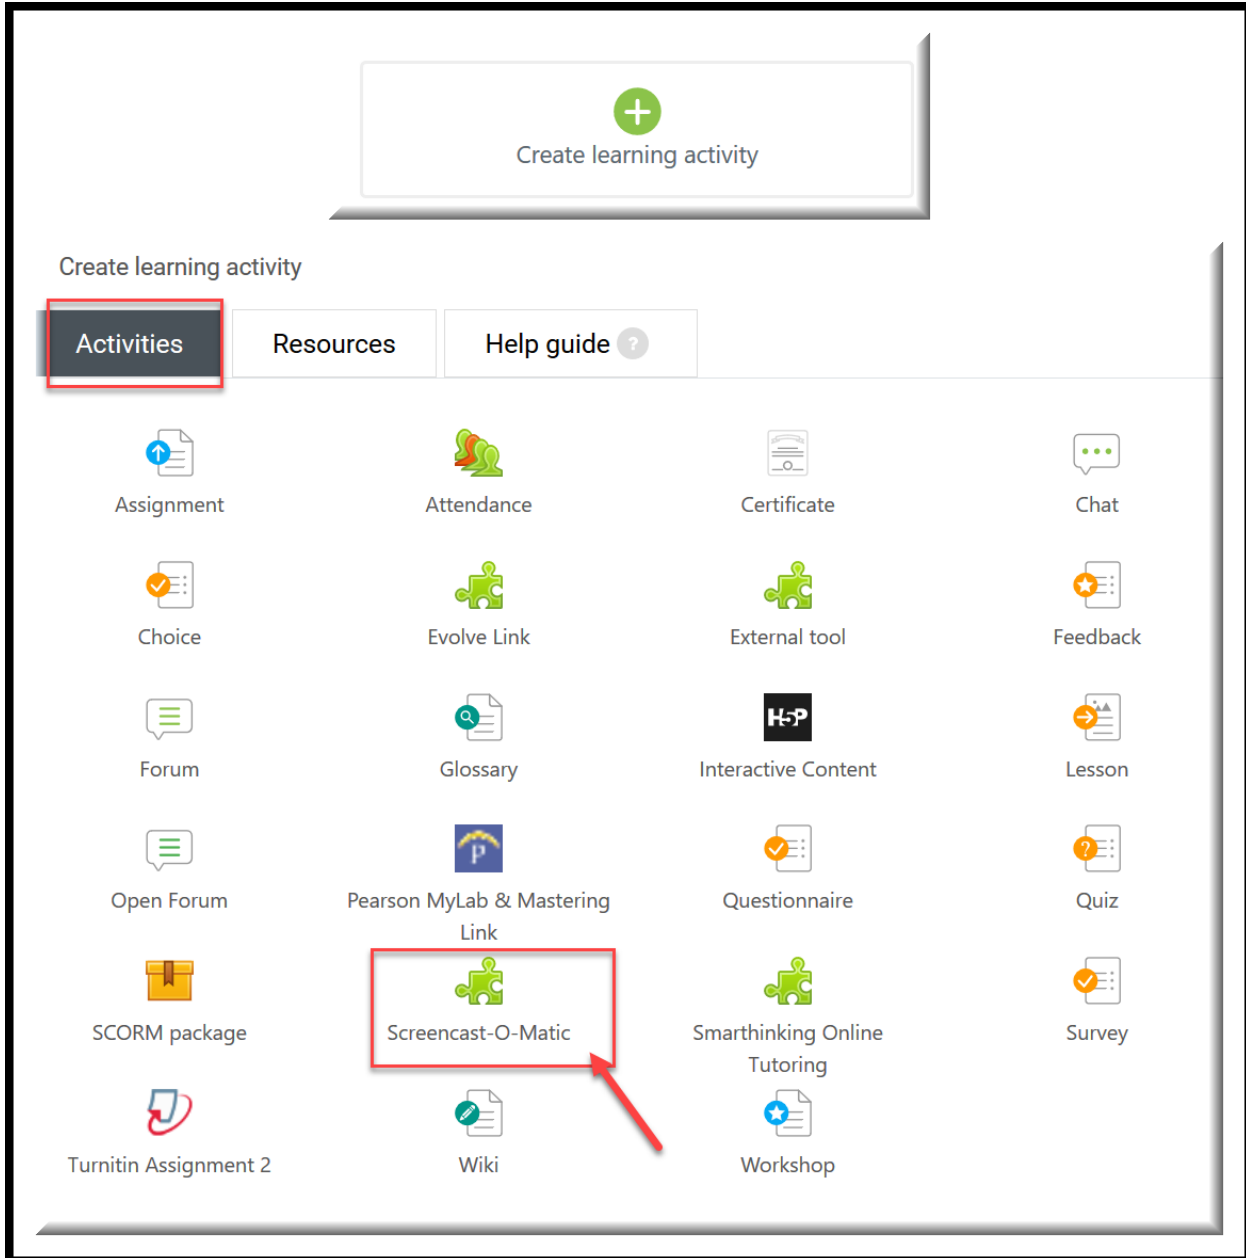 Create learning activity
Create learning activity
Activities Resources Help guide ?
Assignment Attendance Certificate Chat
Choice Evolve Link External tool Feedback
H5P
Forum Glossary Interactive Content Lesson
P ?
Open Forum Pearson MyLab & Mastering Questionnaire Quiz
Link
SCORM package Screencast-O-Matic Smarthinking Online Survey
Tutoring
Turnitin Assignment 2 Wiki Workshop